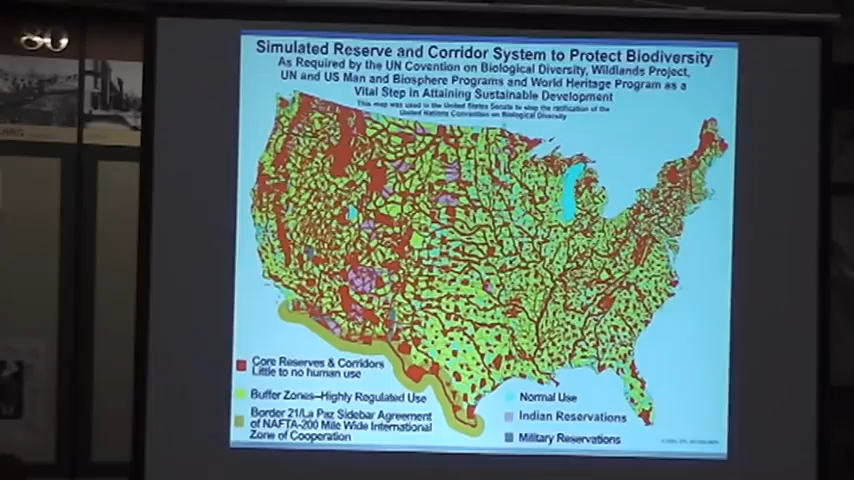 80
Simulated Reserve and Corridor System to Protect Biodiversity
As Required by the UN Covention on Biological Diversity, Wildlands Project,
UN and US Man and Biosphere Programs and World Heritage Program as a
Vital Step in Attaining Sustainable Development
This map was used in the United States Senate to stop the ratification of the
United Nations Convention on Biological Diversity
Core Reserves & Corridors
Little to no human use
Buffer Zones–Highly Regulated Use
Border 21/La Paz Sidebar Agreement
of NAFTA-200 Mile Wide International
Zone of Cooperation
Normal Use
Indian Reservations
Military Reservations